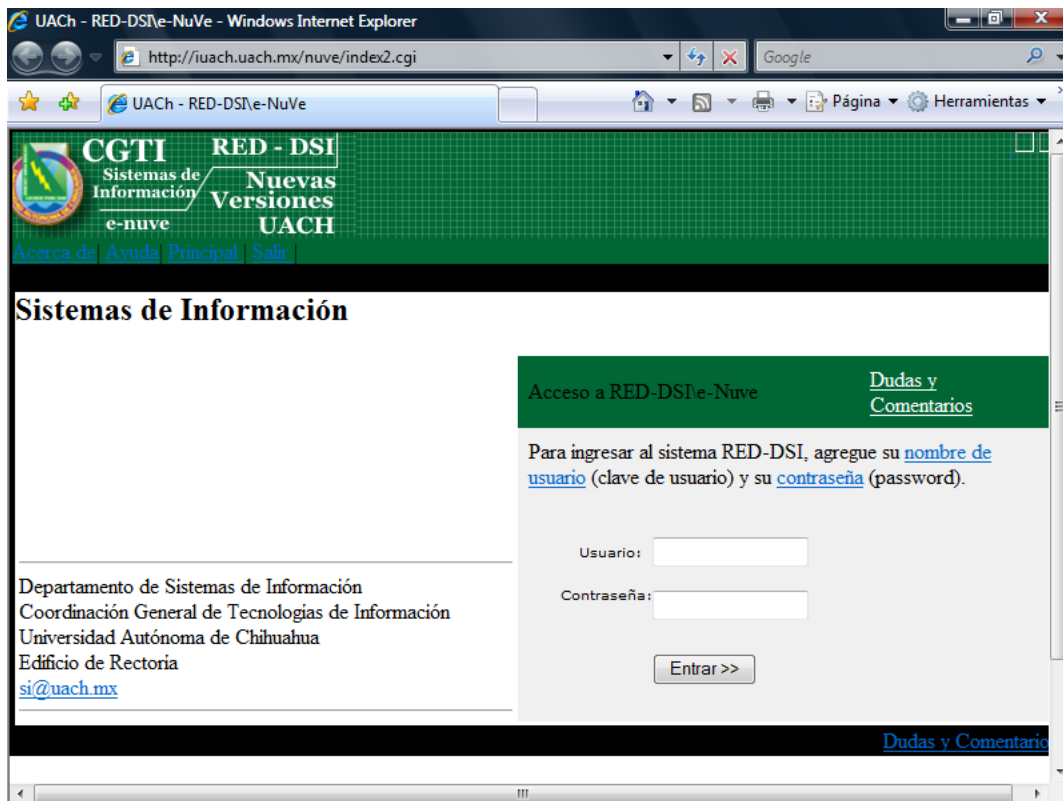 UACh - RED-DSI\e-NuVe - Windows Internet Explorer
http://iuach.uach.mx/nuve/index2.cgi
Google
UACh - RED-DSI\e-NuVe
Página
Herramientas
CGTI
Sistemas de
Información
e-nuve
RED - DSI
Nuevas
Versiones
UACH
Acerca de| Ayuda| Principal | Salir |
Sistemas de Información
Acceso a RED-DSI\e-Nuve
Dudas y
Comentarios
Para ingresar al sistema RED-DSI, agregue su nombre de
usuario (clave de usuario) y su contraseña (password).
Usuario:
Contraseña:
Entrar >>
Departamento de Sistemas de Información
Coordinación General de Tecnologías de Información
Universidad Autónoma de Chihuahua
Edificio de Rectoría
si@uach.mx
Dudas y Comentario